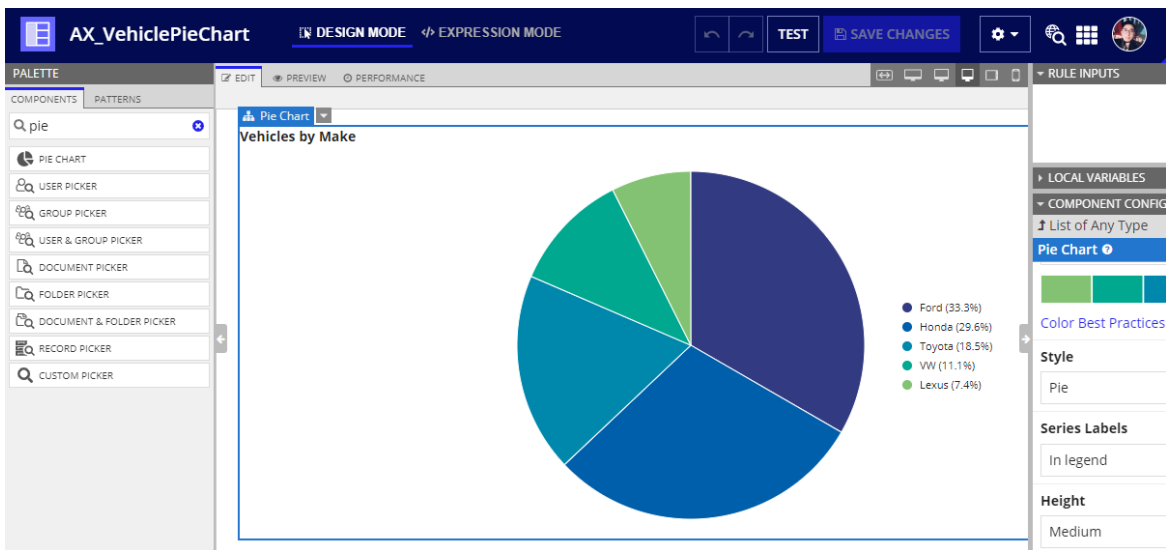 AX_VehiclePieChart
DESIGN MODE
</> EXPRESSION MODE
TEST
SAVE CHANGES
PALETTE
COMPONENTS
PATTERNS
pie
PIE CHART
USER PICKER
GROUP PICKER
USER & GROUP PICKER
DOCUMENT PICKER
FOLDER PICKER
DOCUMENT & FOLDER PICKER
RECORD PICKER
CUSTOM PICKER
EDIT
PREVIEW
PERFORMANCE
Pie Chart
Vehicles by Make
Ford (33.3%)
Honda (29.6%)
Toyota (18.5%)
VW (11.1%)
Lexus (7.4%)
RULE INPUTS
LOCAL VARIABLES
COMPONENT CONFIG
List of Any Type
Pie Chart
Color Best Practices
Style
Pie
Series Labels
In legend
Height
Medium